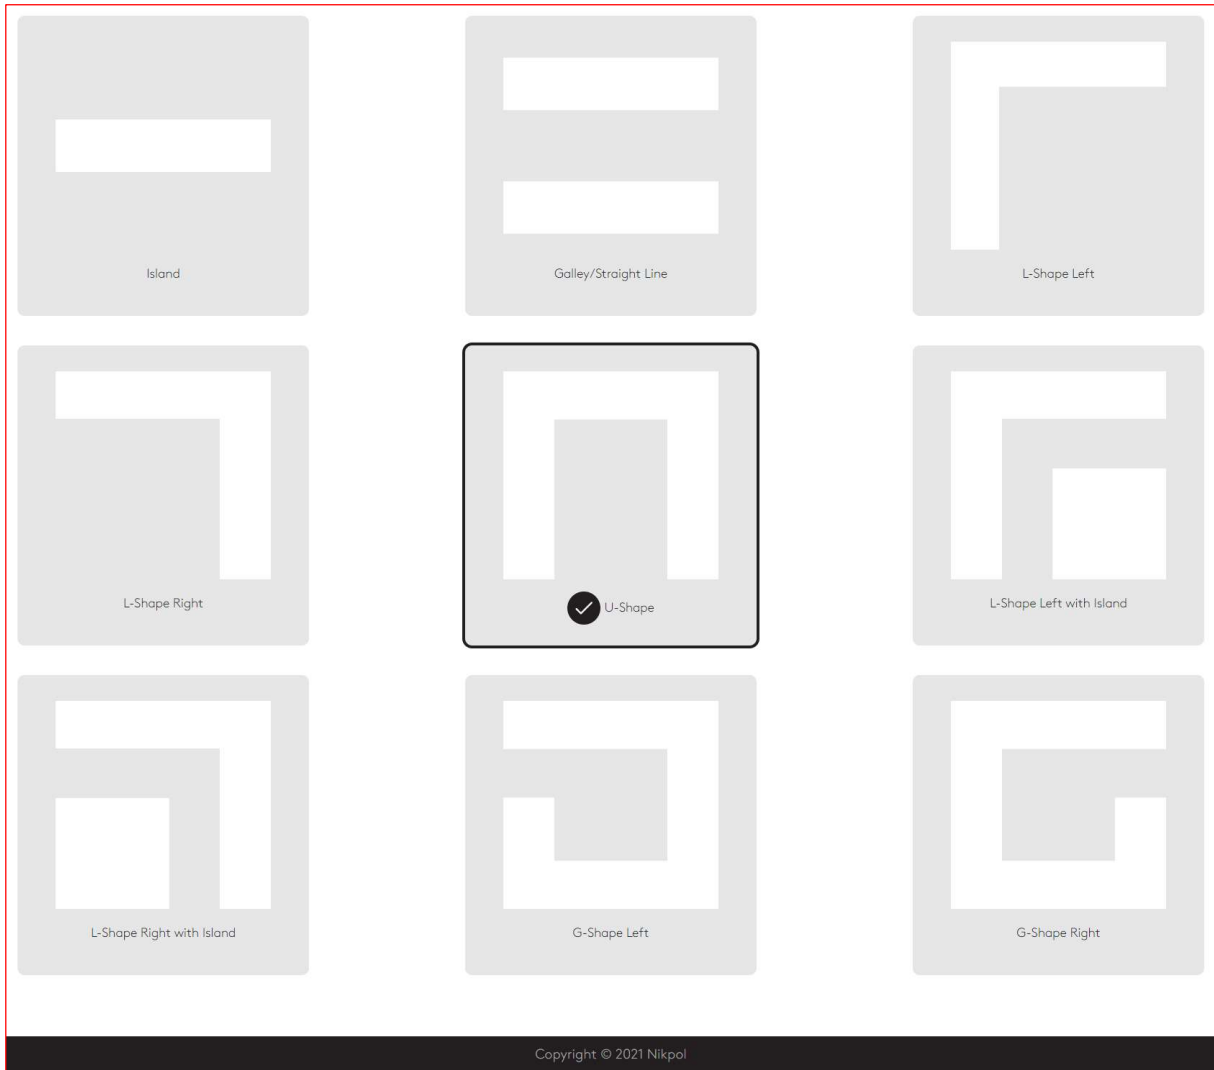 Island
Galley/Straight Line
L-Shape Left
L-Shape Right
U-Shape
L-Shape Left with Island
L-Shape Right with Island
G-Shape Left
G-Shape Right
Copyright © 2021 Nikpol